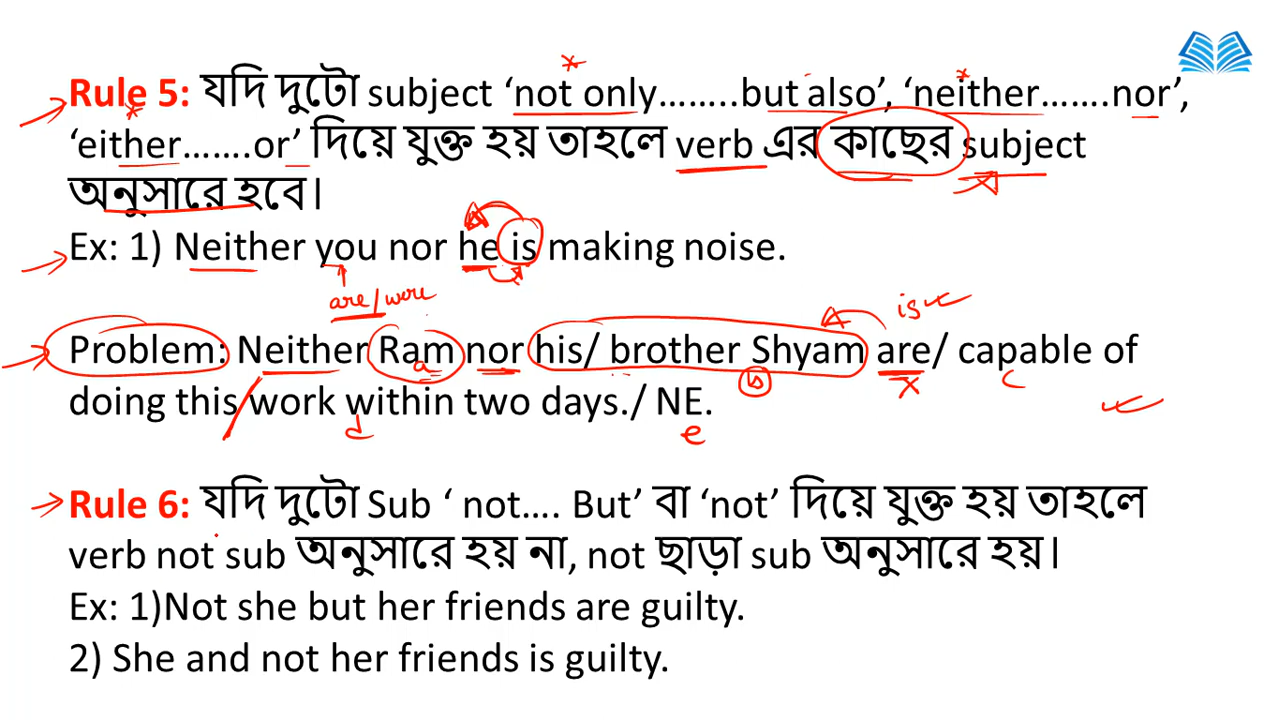 Rule 5: যদি দুটো subject ‘not only……..but also’, ‘neither…….nor’,
‘either…….or’ দিয়ে যুক্ত হয় তাহলে verb এর কাছের subject
অনুসারে হবে।
Ex: 1) Neither you nor he is making noise.
are/were
is
Problem: Neither Ram nor his/ brother Shyam are/ capable of
a
b
x
c
doing this work within two days./ NE.
d
e
Rule 6: যদি দুটো Sub ‘ not…. But’ বা ‘not’ দিয়ে যুক্ত হয় তাহলে
verb not sub অনুসারে হয় না, not ছাড়া sub অনুসারে হয়।
Ex: 1)Not she but her friends are guilty.
2) She and not her friends is guilty.